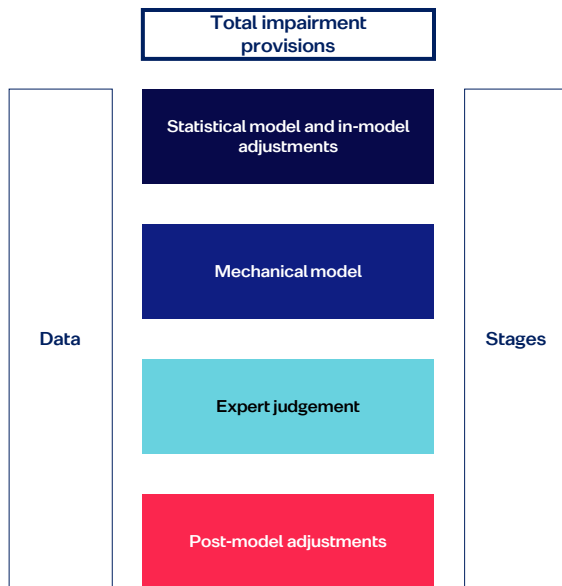 Total impairment
provisions
Statistical model and in-model
adjustments
Mechanical model
Data
Stages
Expert judgement
Post-model adjustments